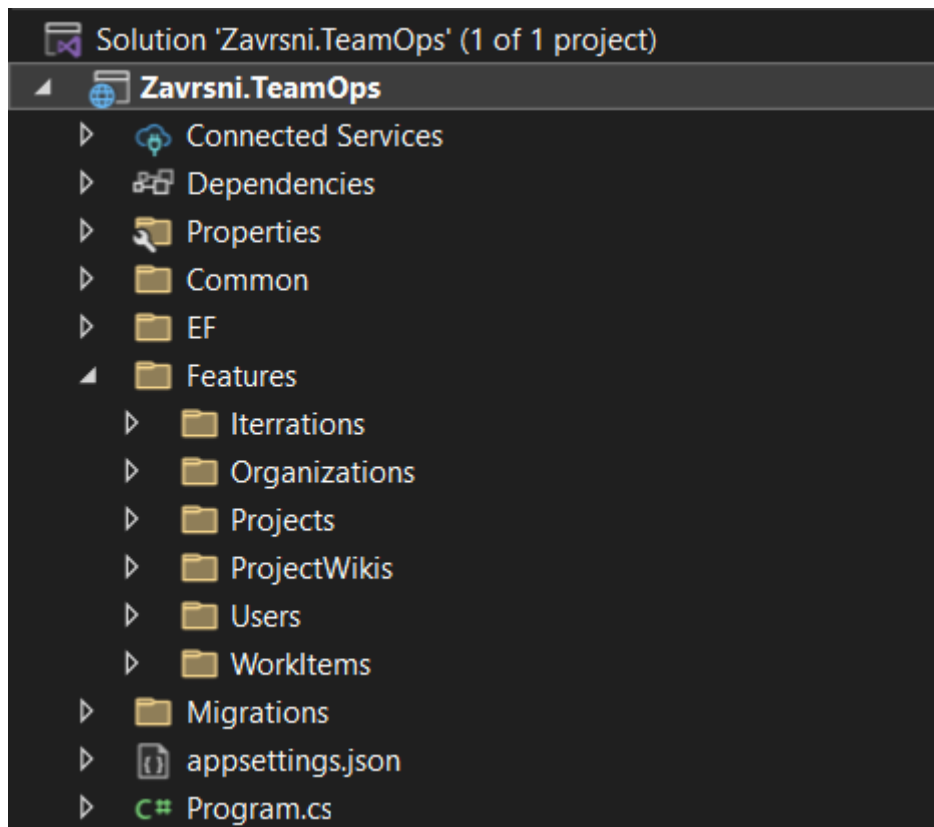 Solution 'Zavrsni.TeamOps' (1 of 1 project)
Zavrsni.TeamOps
Connected Services
Dependencies
Properties
Common
EF
Features
Iterrations
Organizations
Projects
ProjectWikis
Users
WorkItems
Migrations
appsettings.json
C# Program.cs